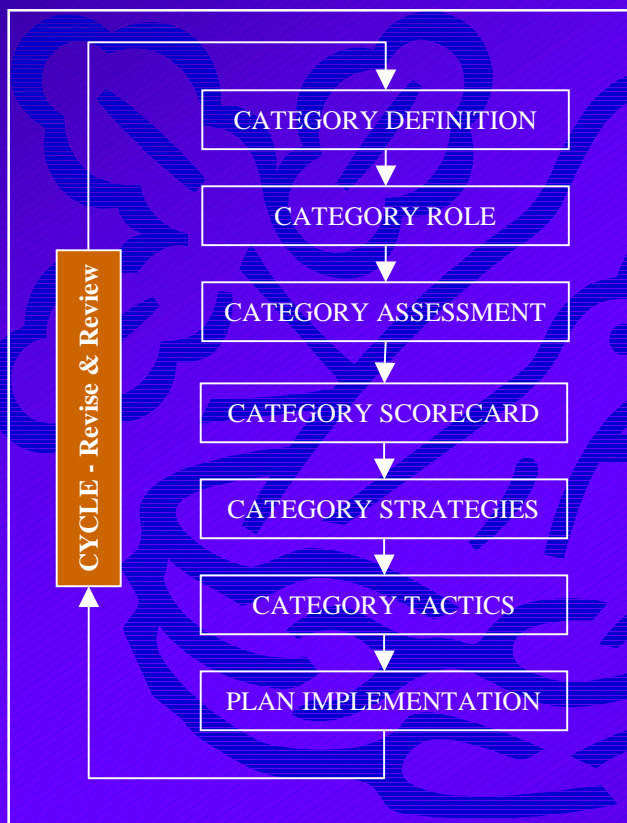 CATEGORY DEFINITION
CATEGORY ROLE
CATEGORY ASSESSMENT
CATEGORY SCORECARD
CATEGORY STRATEGIES
CATEGORY TACTICS
PLAN IMPLEMENTATION
CYCLE - Revise & Review